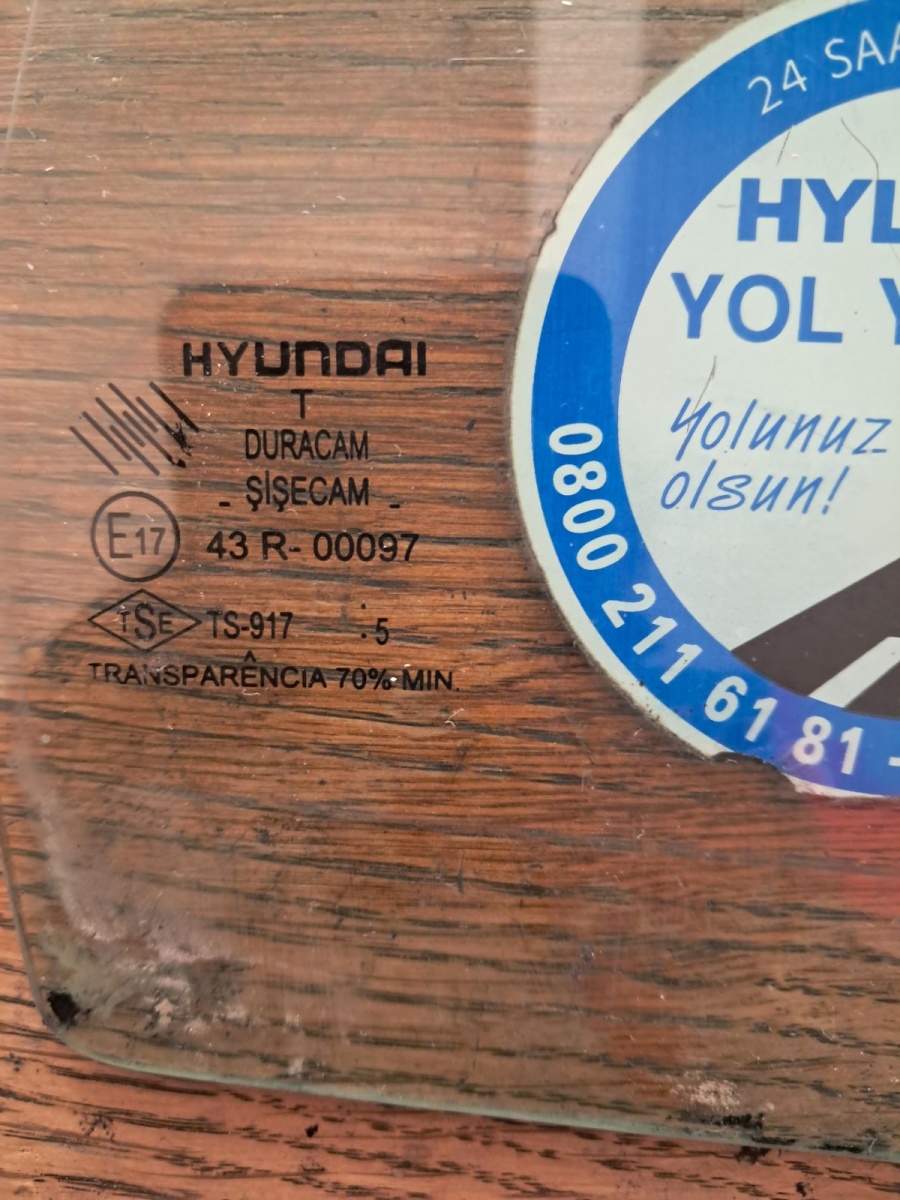 HYUNDAI
T
DURACAM
- ŞİŞECAM -
E17 43 R- 00097
TSE TS-917 . 5
TRANSPARÊNCIA 70% MIN.
24 SAA
HYU
YOL Y
Yolunuz
olsun!
0800 211 61 81 -